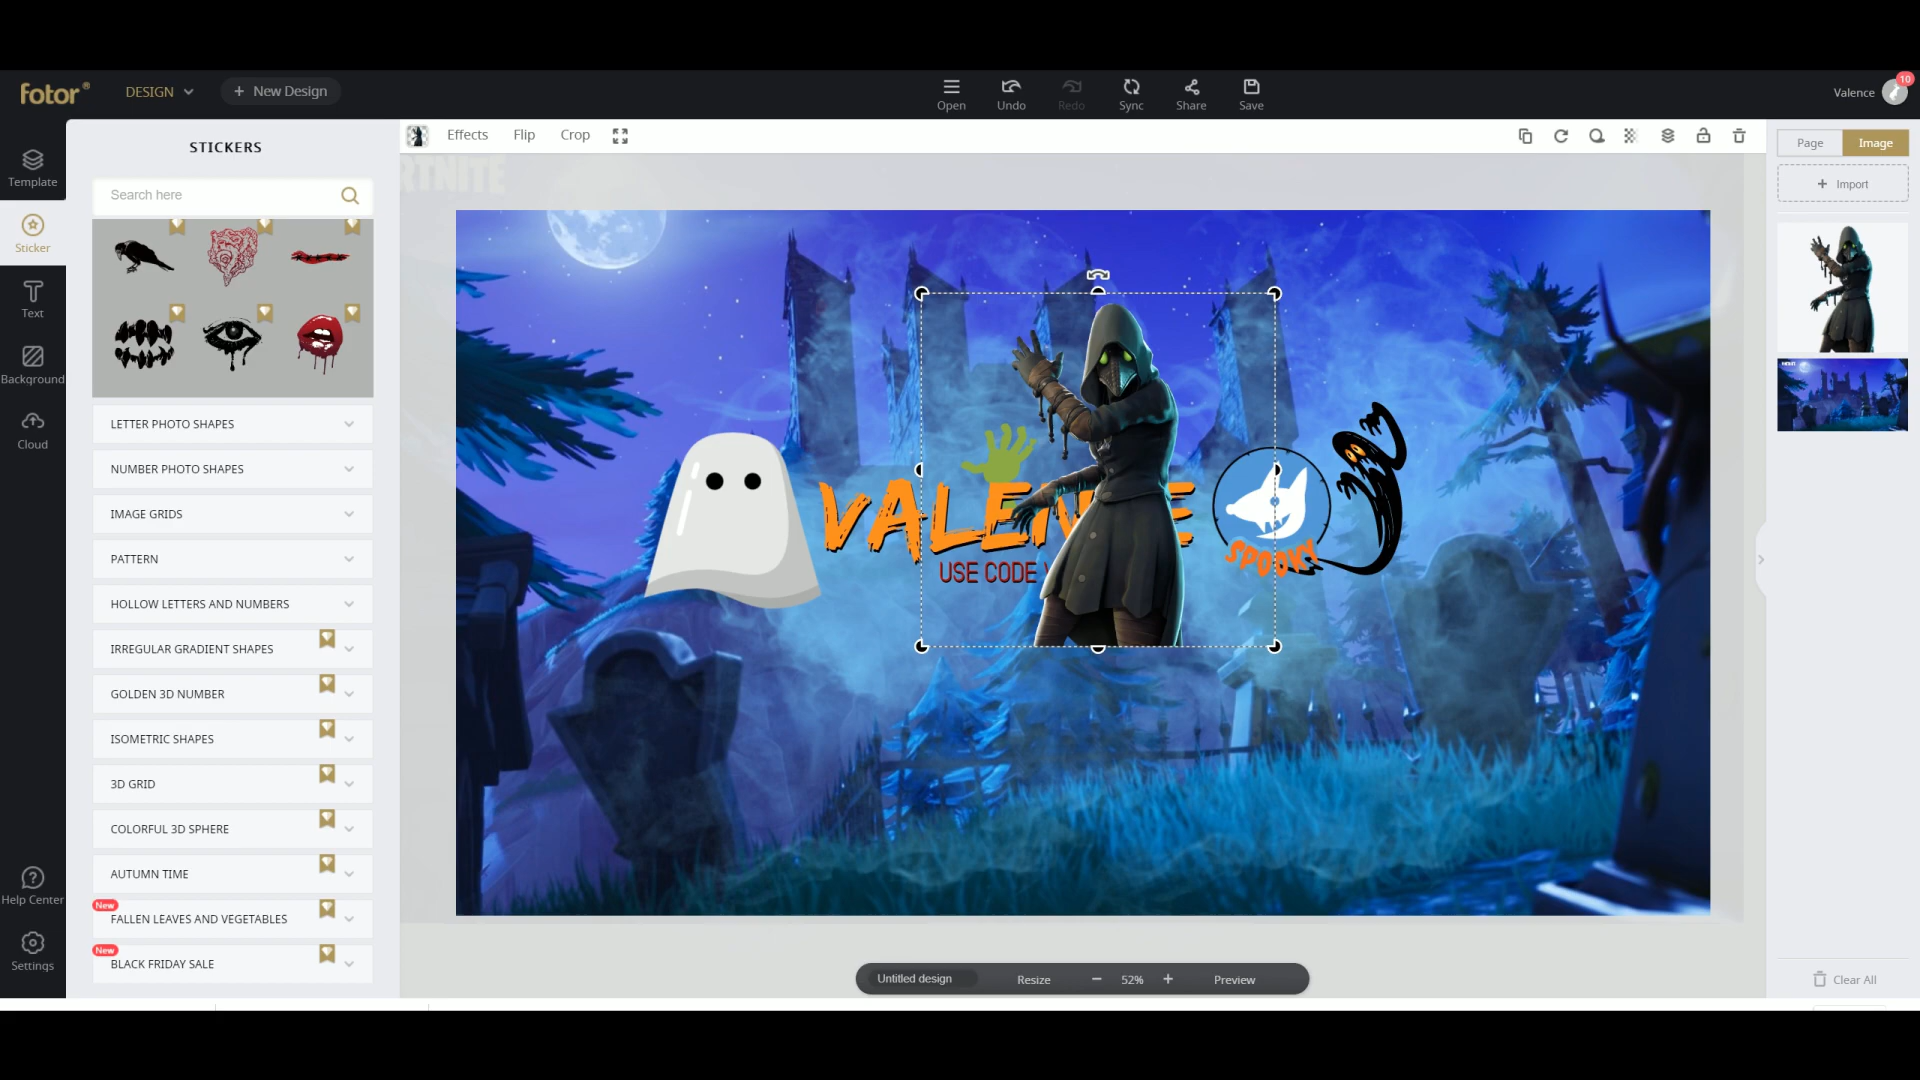 fotor®
DESIGN
+ New Design
Open
Undo
Redo
Sync
Share
Save
Valence
10
Template
Sticker
Text
Background
Cloud
Help Center
Settings
STICKERS
Search here
LETTER PHOTO SHAPES
NUMBER PHOTO SHAPES
IMAGE GRIDS
PATTERN
HOLLOW LETTERS AND NUMBERS
IRREGULAR GRADIENT SHAPES
GOLDEN 3D NUMBER
ISOMETRIC SHAPES
3D GRID
COLORFUL 3D SPHERE
AUTUMN TIME
New
FALLEN LEAVES AND VEGETABLES
New
BLACK FRIDAY SALE
Effects
Flip
Crop
RTNITE
VALEN E
USE CODE
SPOOKY
Untitled design
Resize
− 52% +
Preview
Page
Image
+ Import
Clear All